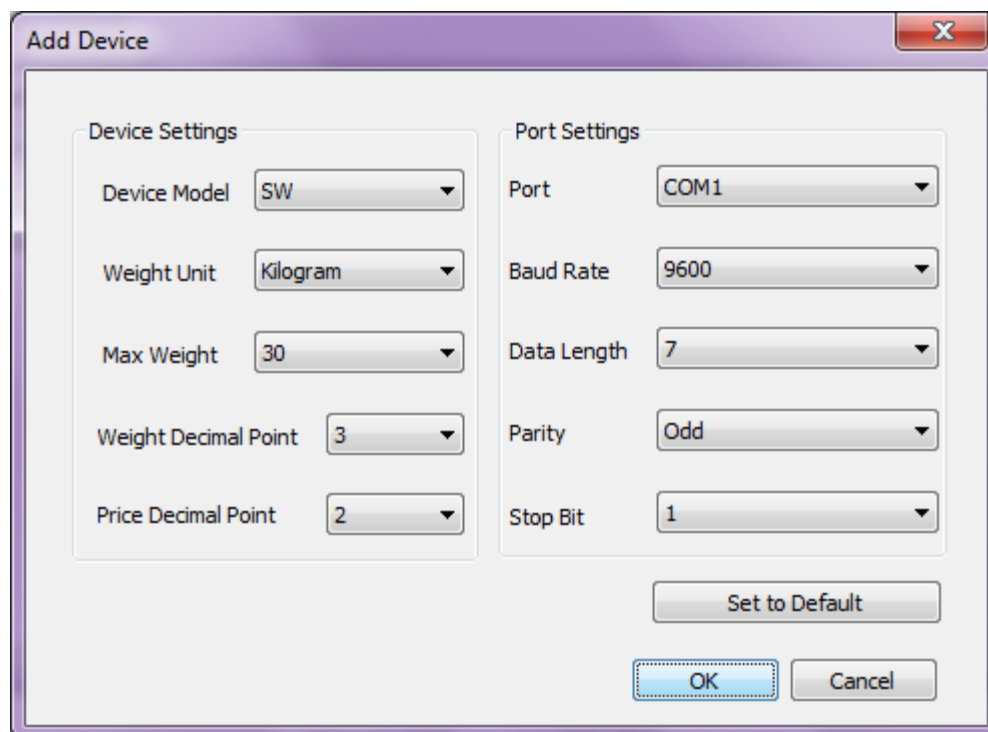 Add Device
Device Settings
Device Model SW
Weight Unit Kilogram
Max Weight 30
Weight Decimal Point 3
Price Decimal Point 2
Port Settings
Port COM1
Baud Rate 9600
Data Length 7
Parity Odd
Stop Bit 1
Set to Default
OK Cancel